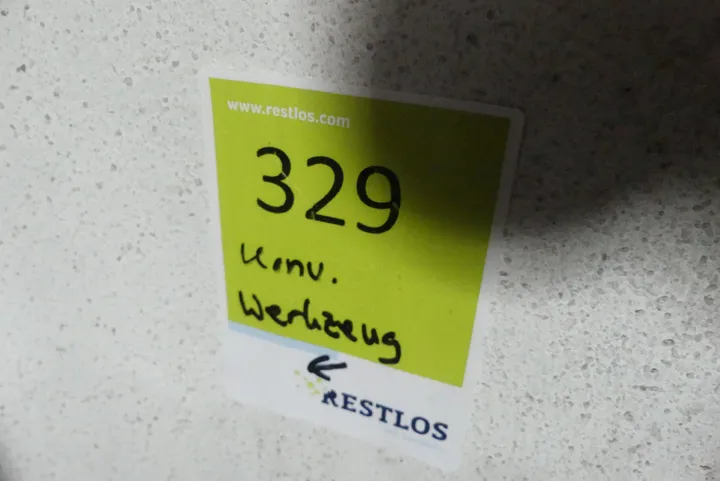 www.restlos.com
329
Konv.
Werkzeug
←
RESTLOS